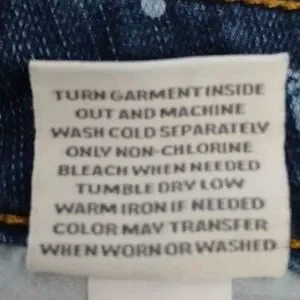 TURN GARMENT INSIDE
OUT AND MACHINE
WASH COLD SEPARATELY
ONLY NON-CHLORINE
BLEACH WHEN NEEDED
TUMBLE DRY LOW
WARM IRON IF NEEDED
COLOR MAY TRANSFER
WHEN WORN OR WASHED